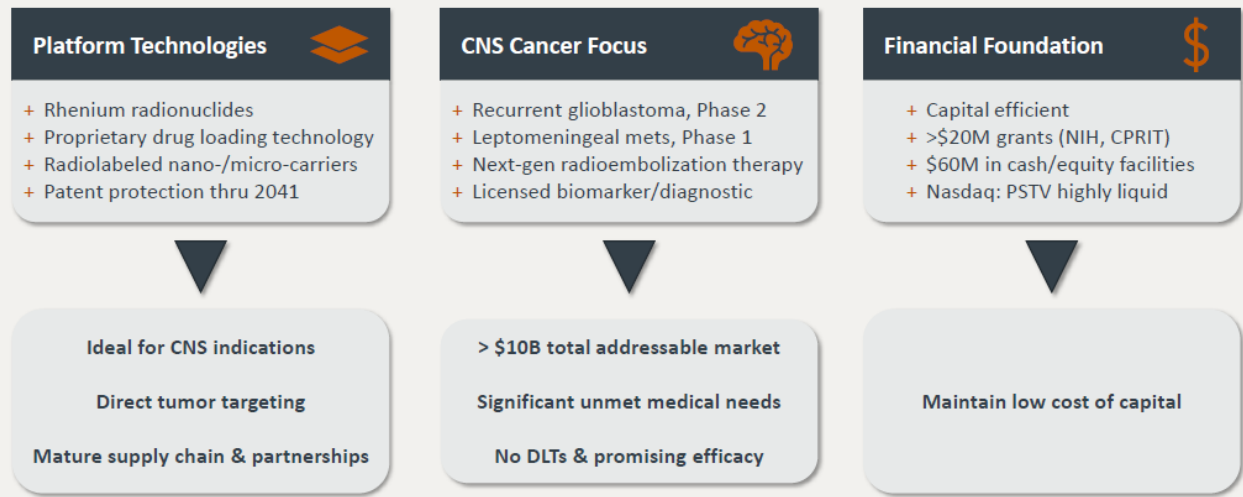 Platform Technologies
+ Rhenium radionuclides
+ Proprietary drug loading technology
+ Radiolabeled nano-/micro-carriers
+ Patent protection thru 2041
Ideal for CNS indications
Direct tumor targeting
Mature supply chain & partnerships
CNS Cancer Focus
+ Recurrent glioblastoma, Phase 2
+ Leptomeningeal mets, Phase 1
+ Next-gen radioembolization therapy
+ Licensed biomarker/diagnostic
> $10B total addressable market
Significant unmet medical needs
No DLTs & promising efficacy
Financial Foundation
$
+ Capital efficient
+ >$20M grants (NIH, CPRIT)
+ $60M in cash/equity facilities
+ Nasdaq: PSTV highly liquid
Maintain low cost of capital